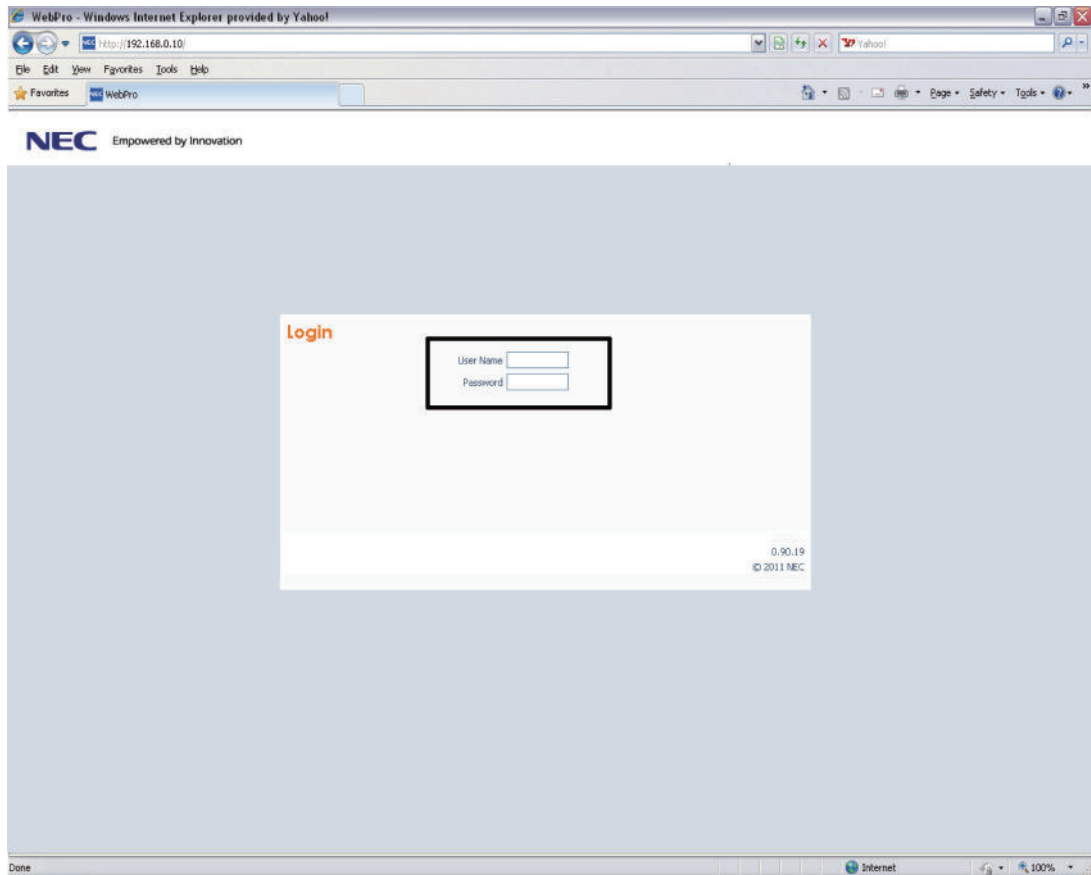 WebPro - Windows Internet Explorer provided by Yahoo!
NEC http://192.168.0.10/ Yahoo!
File Edit View Favorites Tools Help
Favorites NEC WebPro Page Safety Tools »
NEC Empowered by Innovation
Login
User Name
Password
0.90.19
© 2011 NEC
Done Internet 100%